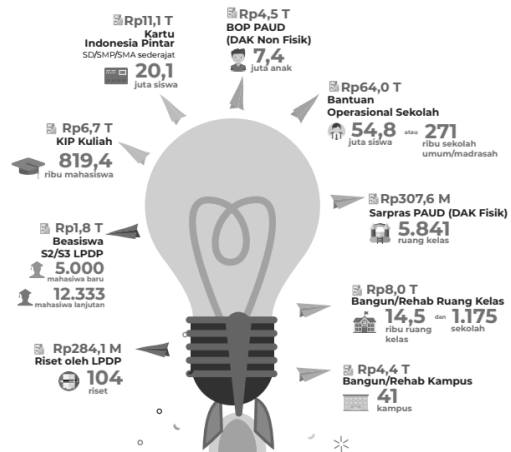 Rp11,1 T
Kartu
Indonesia Pintar
SD/SMP/SMA sederajat
20,1
juta siswa
Rp4,5 T
BOP PAUD
(DAK Non Fisik)
7,4
juta anak
Rp64,0 T
Bantuan
Operasional Sekolah
54,8 atau 271
juta siswa
ribu sekolah
umum/madrasah
Rp6,7 T
KIP Kuliah
819,4
ribu mahasiswa
Rp307,6 M
Sarpras PAUD (DAK Fisik)
5.841
ruang kelas
Rp1,8 T
Beasiswa
S2/S3 LPDP
5.000
mahasiswa baru
12.333
mahasiswa lanjutan
Rp8,0 T
Bangun/Rehab Ruang Kelas
14,5 dan 1.175
ribu ruang
kelas
sekolah
Rp284,1 M
Riset oleh LPDP
104
riset
Rp4,4 T
Bangun/Rehab Kampus
41
kampus